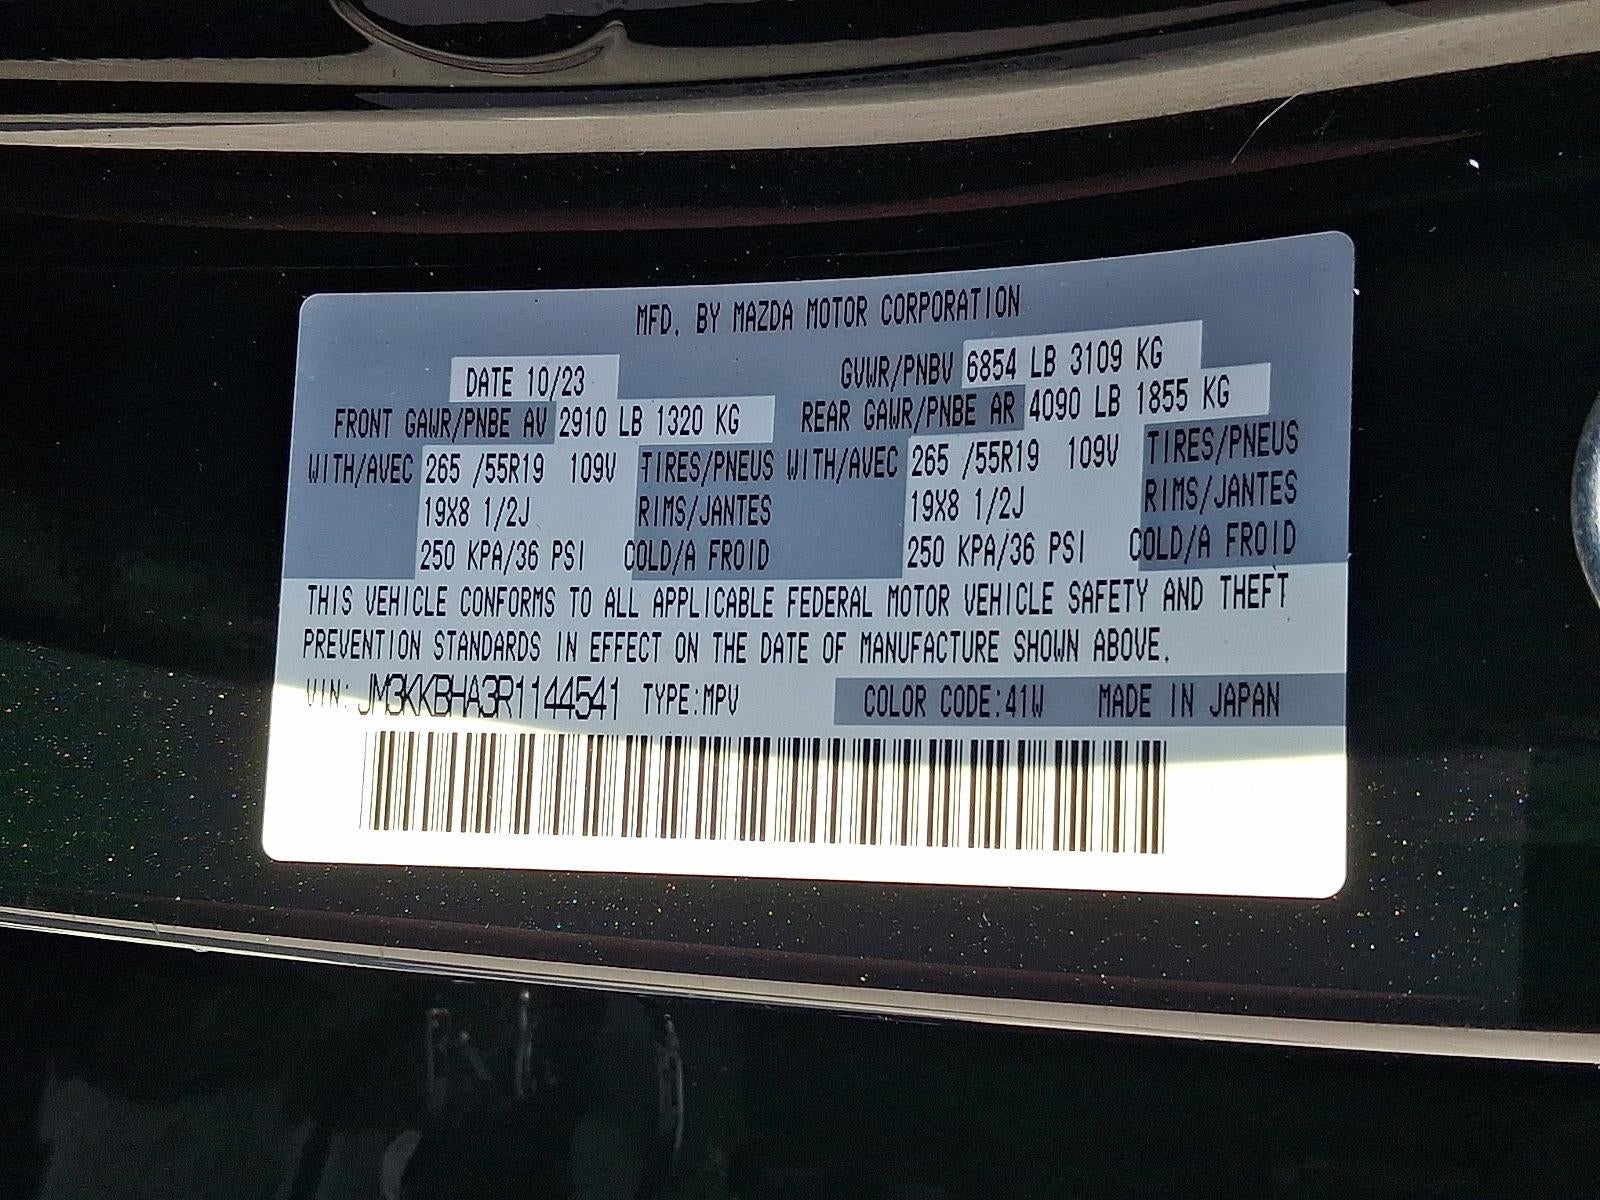 MFD. BY MAZDA MOTOR CORPORATION
DATE 10/23 GVWR/PNBV 6854 LB 3109 KG
FRONT GAWR/PNBE AV 2910 LB 1320 KG REAR GAWR/PNBE AR 4090 LB 1855 KG
WITH/AVEC 265 /55R19 109V TIRES/PNEUS WITH/AVEC 265 /55R19 109V TIRES/PNEUS
19X8 1/2J RIMS/JANTES 19X8 1/2J RIMS/JANTES
250 KPA/36 PSI COLD/A FROID 250 KPA/36 PSI COLD/A FROID
THIS VEHICLE CONFORMS TO ALL APPLICABLE FEDERAL MOTOR VEHICLE SAFETY AND THEFT
PREVENTION STANDARDS IN EFFECT ON THE DATE OF MANUFACTURE SHOWN ABOVE.
VIN: JM3KKBHA3R1144541 TYPE:MPV COLOR CODE:41W MADE IN JAPAN